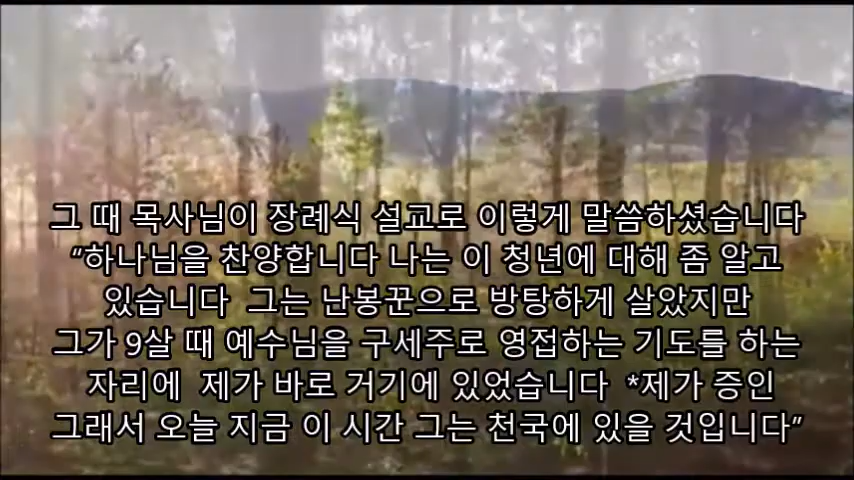 그 때 목사님이 장례식 설교로 이렇게 말씀하셨습니다
"하나님을 찬양합니다 나는 이 청년에 대해 좀 알고
있습니다 그는 난봉꾼으로 방탕하게 살았지만
그가 9살 때 예수님을 구세주로 영접하는 기도를 하는
자리에 제가 바로 거기에 있었습니다 *제가 증인
그래서 오늘 지금 이 시간 그는 천국에 있을 것입니다"